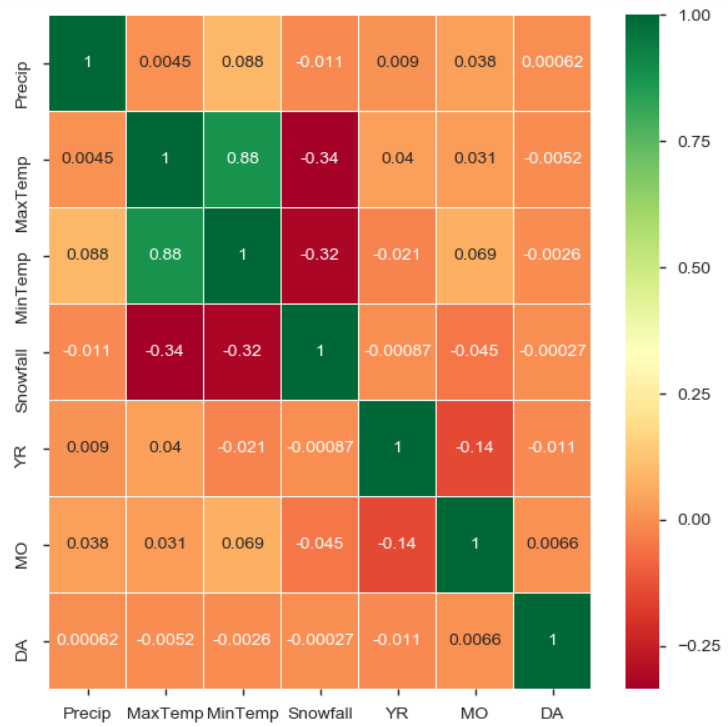 Precip 1 0.0045 0.088 -0.011 0.009 0.038 0.00062
MaxTemp 0.0045 1 0.88 -0.34 0.04 0.031 -0.0052
MinTemp 0.088 0.88 1 -0.32 -0.021 0.069 -0.0026
Snowfall -0.011 -0.34 -0.32 1 -0.00087 -0.045 -0.00027
YR 0.009 0.04 -0.021 -0.00087 1 -0.14 -0.011
MO 0.038 0.031 0.069 -0.045 -0.14 1 0.0066
DA 0.00062 -0.0052 -0.0026 -0.00027 -0.011 0.0066 1
Precip MaxTemp MinTemp Snowfall YR MO DA
1.00
0.75
0.50
0.25
0.00
−0.25